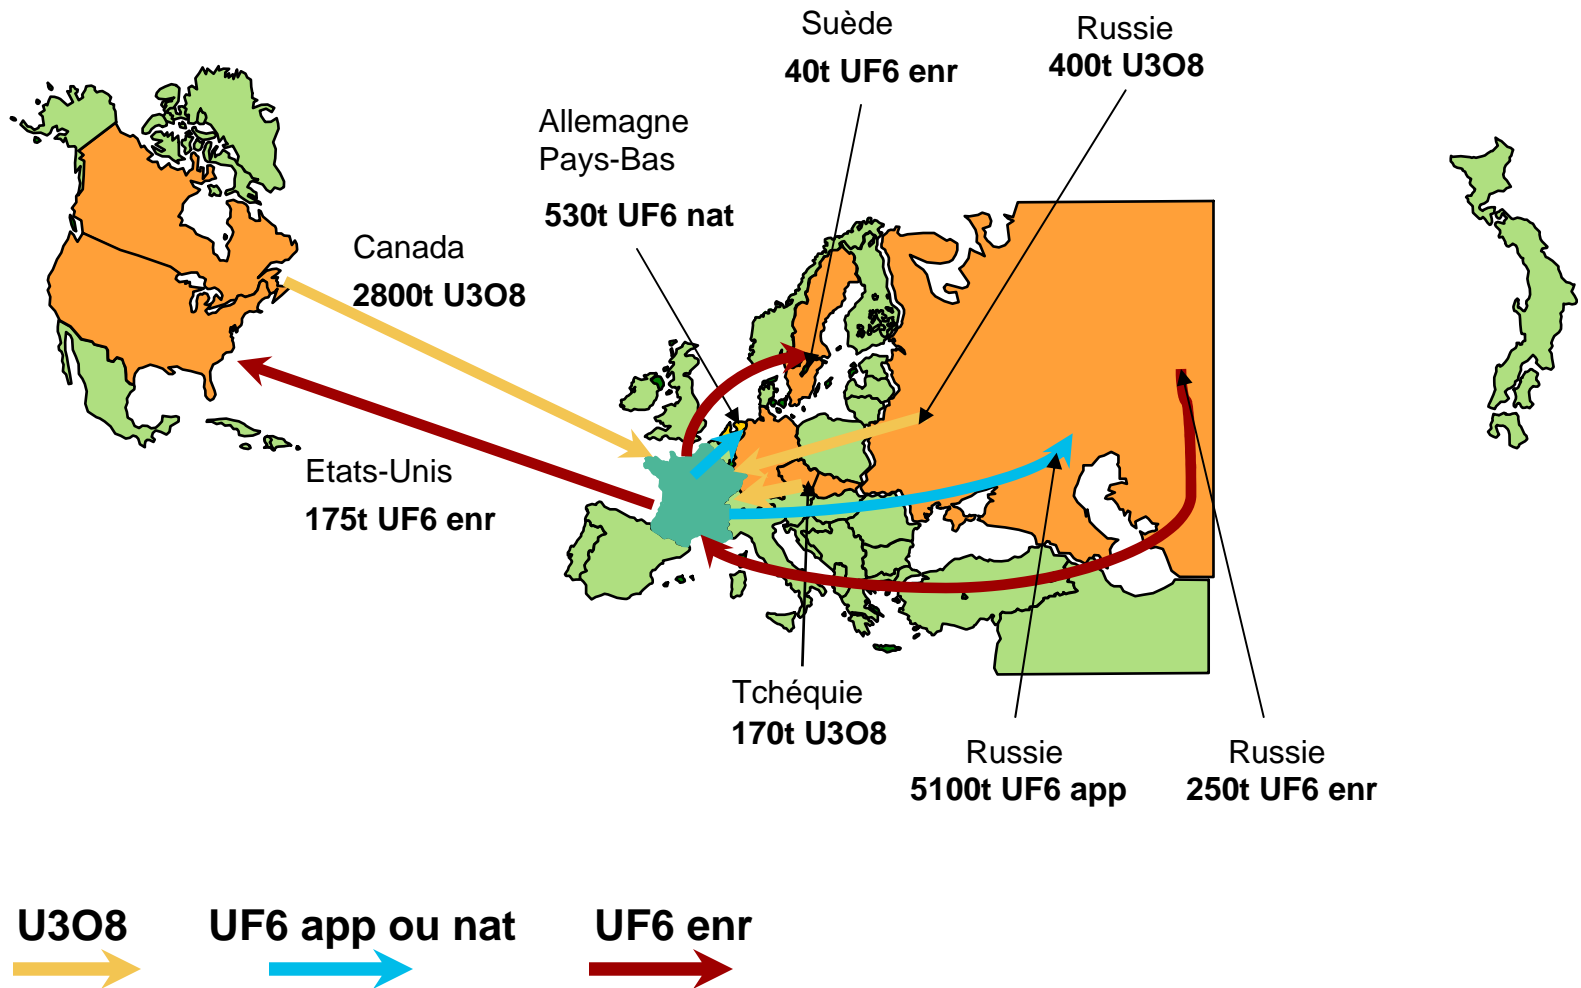 Suède
40t UF6 enr
Russie
400t U3O8
Allemagne
Pays-Bas
530t UF6 nat
Canada
2800t U3O8
Etats-Unis
175t UF6 enr
Tchéquie
170t U3O8
Russie
5100t UF6 app
Russie
250t UF6 enr
U3O8
UF6 app ou nat
UF6 enr